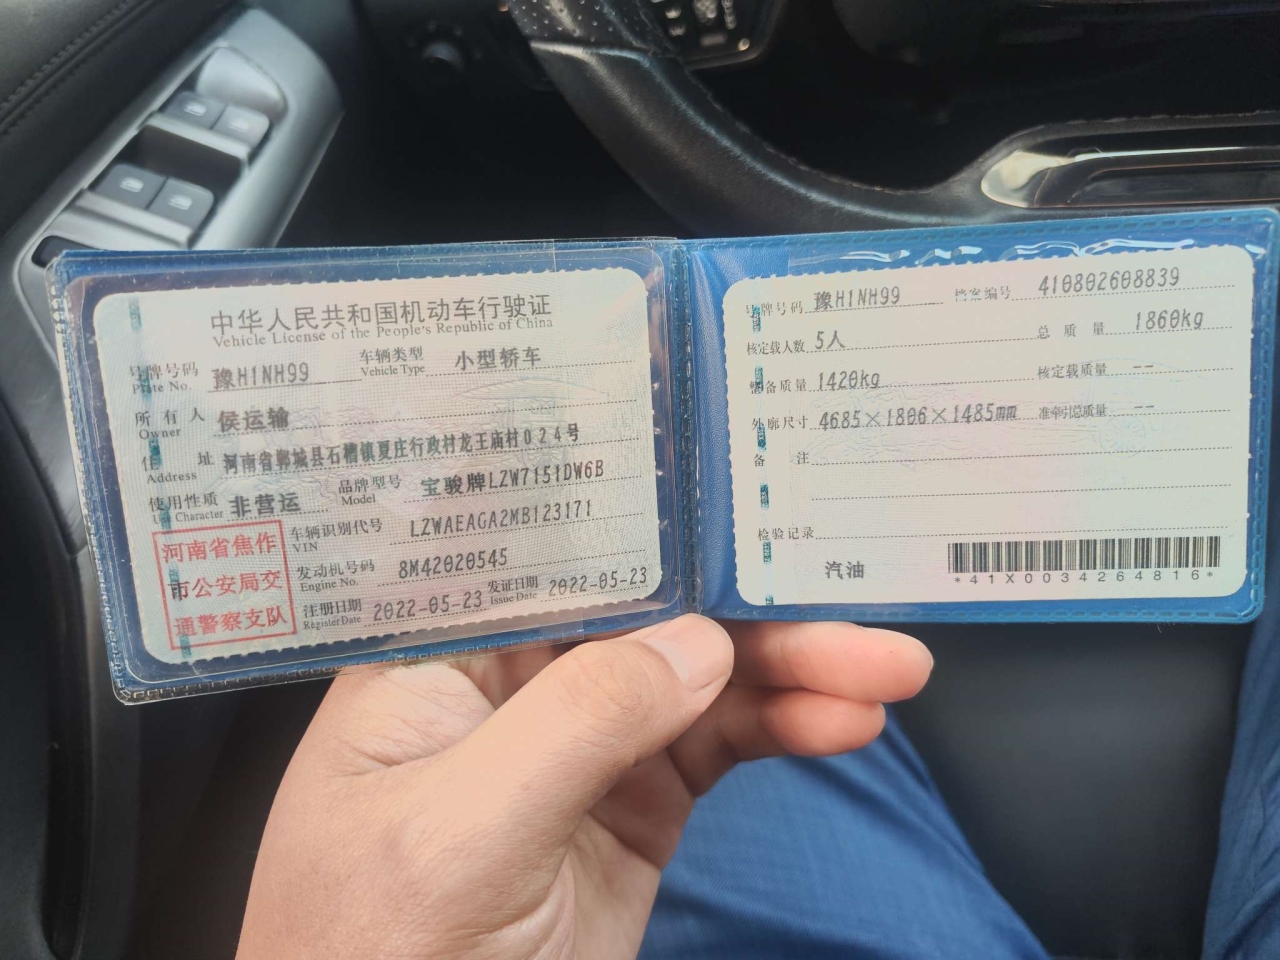 中华人民共和国机动车行驶证
Vehicle License of the People's Republic of China
号牌号码 豫H1NH99 车辆类型 小型轿车
Plate No. Vehicle Type
所有人 侯运输
Owner
住址 河南省郸城县石槽镇夏庄行政村龙王庙村024号
Address
使用性质 非营运 品牌型号 宝骏牌LZW7151DW6B
Use Character Model
河南省焦作
市公安局交
通警察支队
车辆识别代号 LZWAEAGA2MB123171
VIN
发动机号码 8M42020545
Engine No.
注册日期 2022-05-23 发证日期 2022-05-23
Register Date Issue Date
号牌号码 豫H1NH99 档案编号 410802608839
核定载人数 5人 总质量 1860kg
整备质量 1420kg 核定载质量 --
外廓尺寸 4685×1806×1485mm 准牵引总质量 --
备注
检验记录
汽油
*41X0034264816*